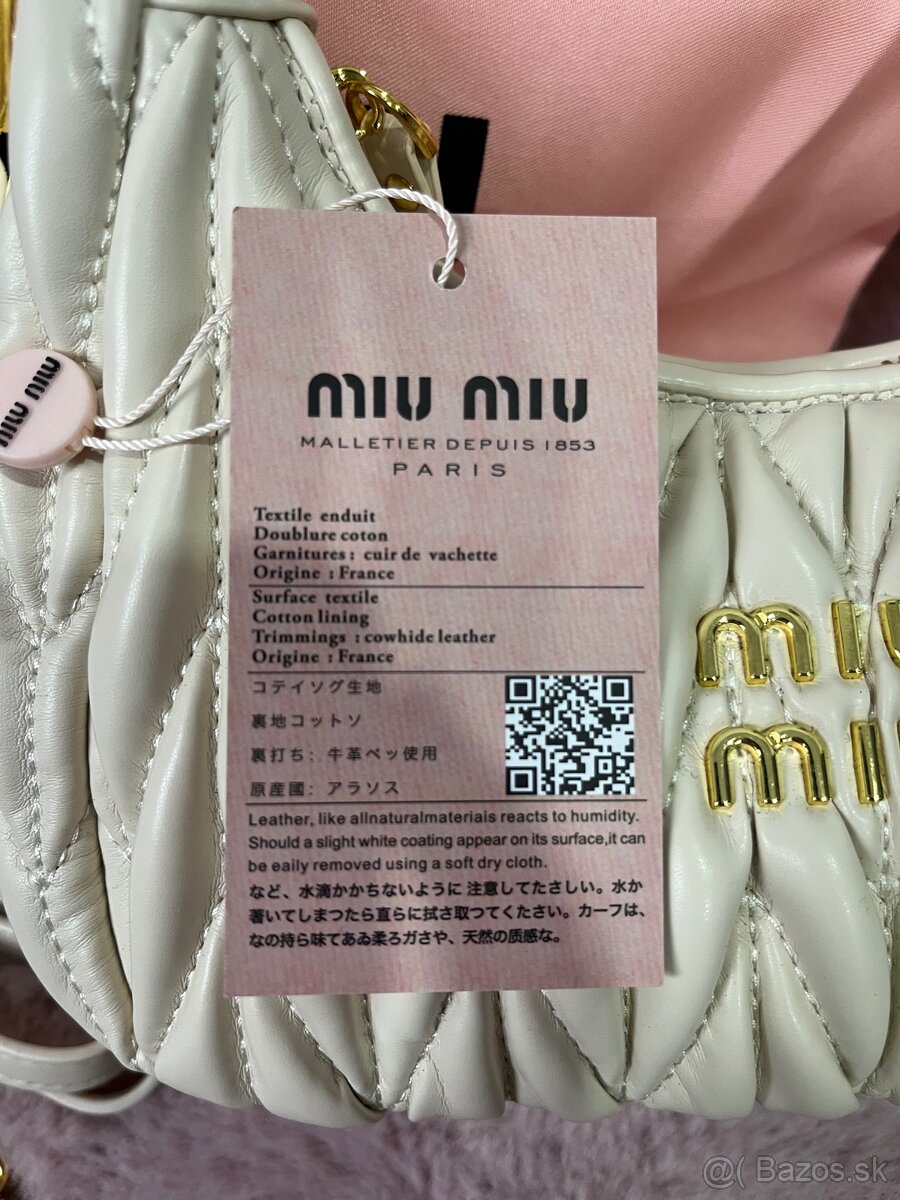 miu miu
MALLETIER DEPUIS 1853
PARIS
Textile enduit
Doublure coton
Garnitures : cuir de vachette
Origine : France
Surface textile
Cotton lining
Trimmings : cowhide leather
Origine : France
コテイソグ生地
裏地コットソ
裏打ち: 牛革ペッ使用
原産國: アラソス
Leather, like allnaturalmateriais reacts to humidity.
Should a slight white coating appear on its surface,it can
be eaily removed using a soft dry cloth.
など、水滴かかちないように 注意してたさしい。水か
著いてしまつたら直らに拭さ取つてください。カーフは、
なの持ら味てあゐ柔ろガさや、天然の質感な。
miu miu
miu
miu
@( Bazos.sk